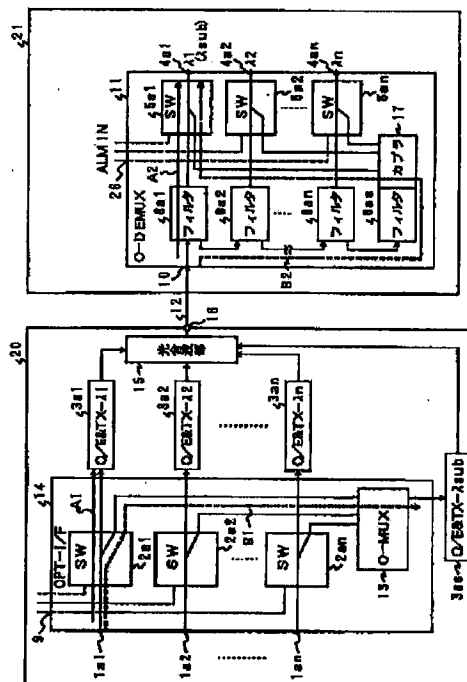 20
14
OPT-I/F
9
A1
SW
2a1
SW
2a2
B1
SW
2an
13
O-MUX
1a1
1a2
1an
3a1
O/E&TX-λ1
3a2
O/E&TX-λ2
3an
O/E&TX-λn
3as
O/E&TX-λsub
15
光合波部
16
12
21
11
O-DEMUX
10
26
ALM IN
A2
フィルタ
フィルタ
フィルタ
フィルタ
6a1
6a2
6an
6as
B2
SW
5a1
SW
5a2
SW
5an
カプラ
17
4a1
λ1
(λsub)
4a2
λ2
4an
λn